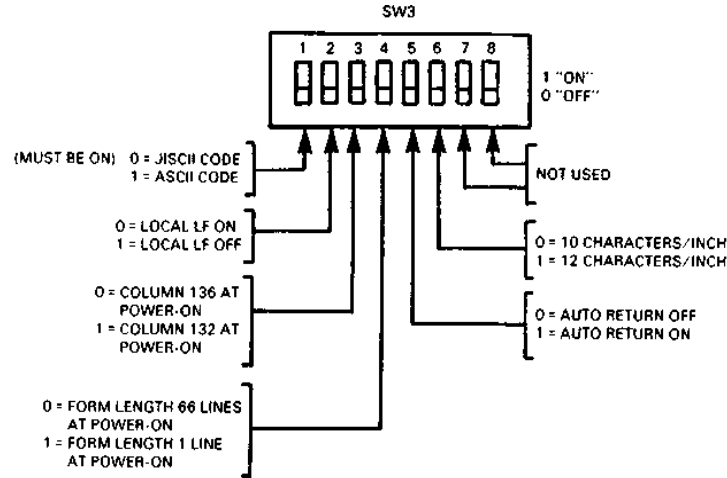 SW3
1 2 3 4 5 6 7 8
1 "ON"
0 "OFF"
(MUST BE ON) 0 = JISCII CODE
1 = ASCII CODE
NOT USED
0 = LOCAL LF ON
1 = LOCAL LF OFF
0 = 10 CHARACTERS/INCH
1 = 12 CHARACTERS/INCH
0 = COLUMN 136 AT
POWER-ON
1 = COLUMN 132 AT
POWER-ON
0 = AUTO RETURN OFF
1 = AUTO RETURN ON
0 = FORM LENGTH 66 LINES
AT POWER-ON
1 = FORM LENGTH 1 LINE
AT POWER-ON